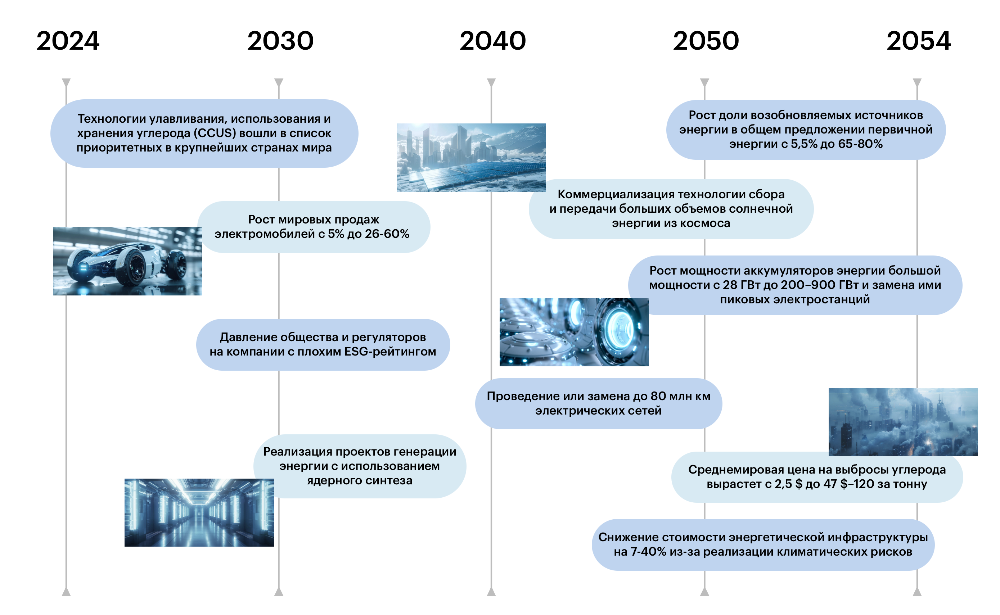 2024
2030
2040
2050
2054
Технологии улавливания, использования и
хранения углерода (CCUS) вошли в список
приоритетных в крупнейших странах мира
Рост доли возобновляемых источников
энергии в общем предложении первичной
энергии с 5,5% до 65-80%
Коммерциализация технологии сбора
и передачи больших объемов солнечной
энергии из космоса
Рост мировых продаж
электромобилей с 5% до 26-60%
Рост мощности аккумуляторов энергии большой
мощности с 28 ГВт до 200–900 ГВт и замена ими
пиковых электростанций
Давление общества и регуляторов
на компании с плохим ESG-рейтингом
Проведение или замена до 80 млн км
электрических сетей
Реализация проектов генерации
энергии с использованием
ядерного синтеза
Среднемировая цена на выбросы углерода
вырастет с 2,5 $ до 47 $–120 за тонну
Снижение стоимости энергетической инфраструктуры
на 7-40% из-за реализации климатических рисков